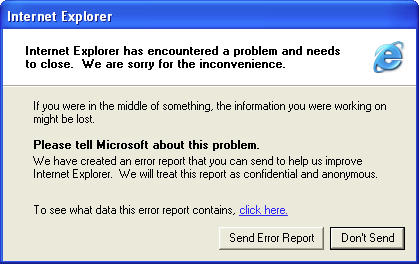 Internet Explorer
Internet Explorer has encountered a problem and needs
to close.  We are sorry for the inconvenience.
If you were in the middle of something, the information you were working on
might be lost.
Please tell Microsoft about this problem.
We have created an error report that you can send to help us improve
Internet Explorer.  We will treat this report as confidential and anonymous.
To see what data this error report contains, click here.
Send Error Report
Don't Send